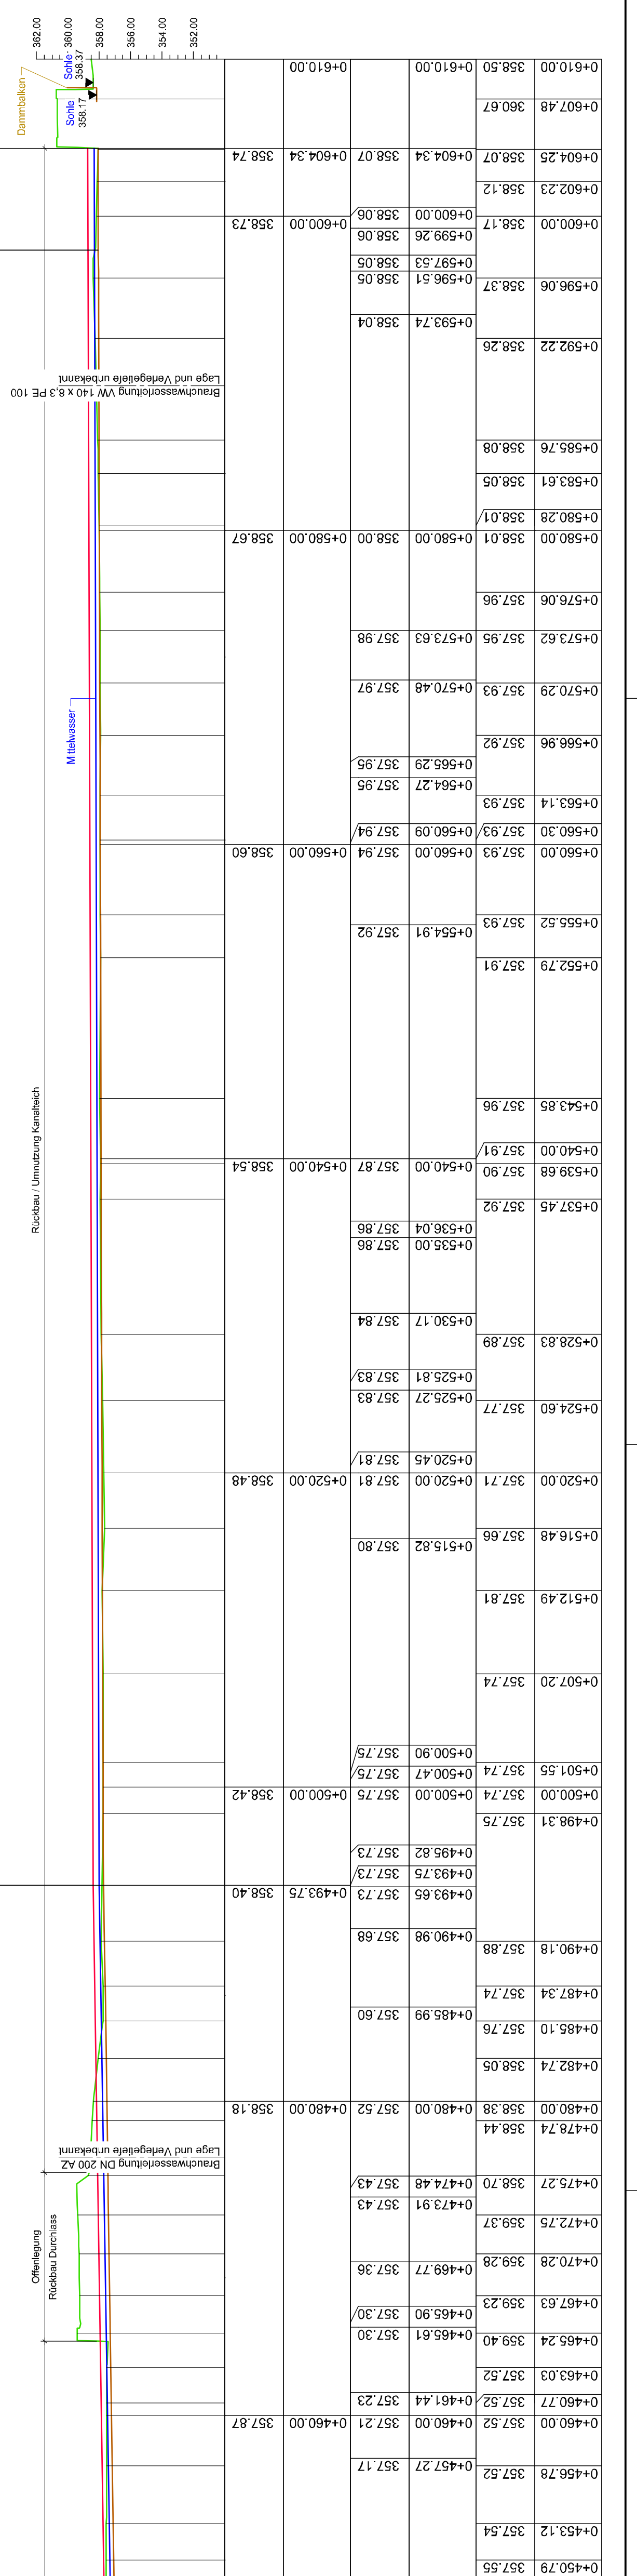 362.00
360.00
358.00
356.00
354.00
352.00
Dammbalken
Sohle
358.37
Sohle
358.17
Brauchwasserleitung VW 140 x 8,3 PE 100
Lage und Verlegetiefe unbekannt
Mittelwasser
Rückbau / Umnutzung Kanalteich
Brauchwasserleitung DN 200 AZ
Lage und Verlegetiefe unbekannt
Offenlegung
Rückbau Durchlass
0+610.00 0+610.00 358.50 0+610.00
360.67 0+607.48
358.74 0+604.34 358.07 0+604.34 358.07 0+604.25
358.12 0+602.23
358.73 0+600.00 358.06 0+600.00 358.17 0+600.00
358.06 0+599.26
358.05 0+597.53
358.05 0+596.51 358.37 0+596.06
358.04 0+593.74
358.26 0+592.22
358.08 0+585.76
358.05 0+583.61
358.01 0+580.28
358.67 0+580.00 358.00 0+580.00 358.01 0+580.00
357.96 0+576.06
357.98 0+573.63 357.95 0+573.62
357.97 0+570.48 357.93 0+570.29
357.92 0+566.96
357.95 0+565.29
357.95 0+564.27
357.93 0+563.14
357.94 0+560.09 357.93 0+560.30
358.60 0+560.00 357.94 0+560.00 357.93 0+560.00
357.93 0+555.52
357.92 0+554.91
357.91 0+552.79
357.96 0+543.85
357.91 0+540.00
358.54 0+540.00 357.87 0+540.00 357.90 0+539.68
357.92 0+537.45
357.86 0+536.04
357.86 0+535.00
357.84 0+530.17
357.89 0+528.83
357.83 0+525.81
357.83 0+525.27
357.77 0+524.60
357.81 0+520.45
358.48 0+520.00 357.81 0+520.00 357.71 0+520.00
357.66 0+516.48
357.80 0+515.82
357.81 0+512.49
357.74 0+507.20
357.75 0+500.90
357.75 0+500.47 357.74 0+501.55
358.42 0+500.00 357.75 0+500.00 357.74 0+500.00
357.75 0+498.31
357.73 0+495.82
357.73 0+493.75
358.40 0+493.75 357.73 0+493.65
357.68 0+490.98
357.88 0+490.18
357.74 0+487.34
357.60 0+485.99
357.76 0+485.10
358.05 0+482.74
358.18 0+480.00 357.52 0+480.00 358.38 0+480.00
358.44 0+478.74
357.43 0+474.48 358.70 0+475.27
357.43 0+473.91
359.37 0+472.75
359.28 0+470.28
357.36 0+469.77
359.23 0+467.63
357.30 0+465.90
357.30 0+465.61 359.40 0+465.24
357.52 0+463.03
357.23 0+461.44 357.52 0+460.77
357.87 0+460.00 357.21 0+460.00 357.52 0+460.00
357.17 0+457.27
357.52 0+456.78
357.54 0+453.12
357.55 0+450.79